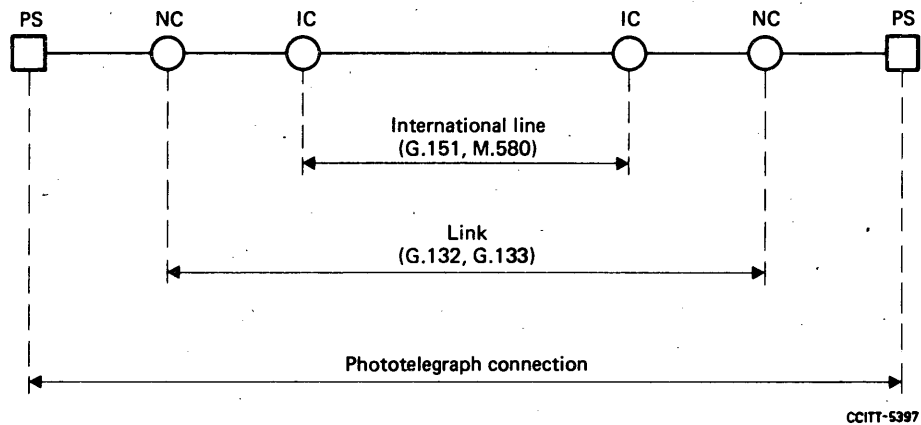 PS NC IC IC NC PS
International line
(G.151, M.580)
Link
(G.132, G.133)
Phototelegraph connection
CCITT-5397